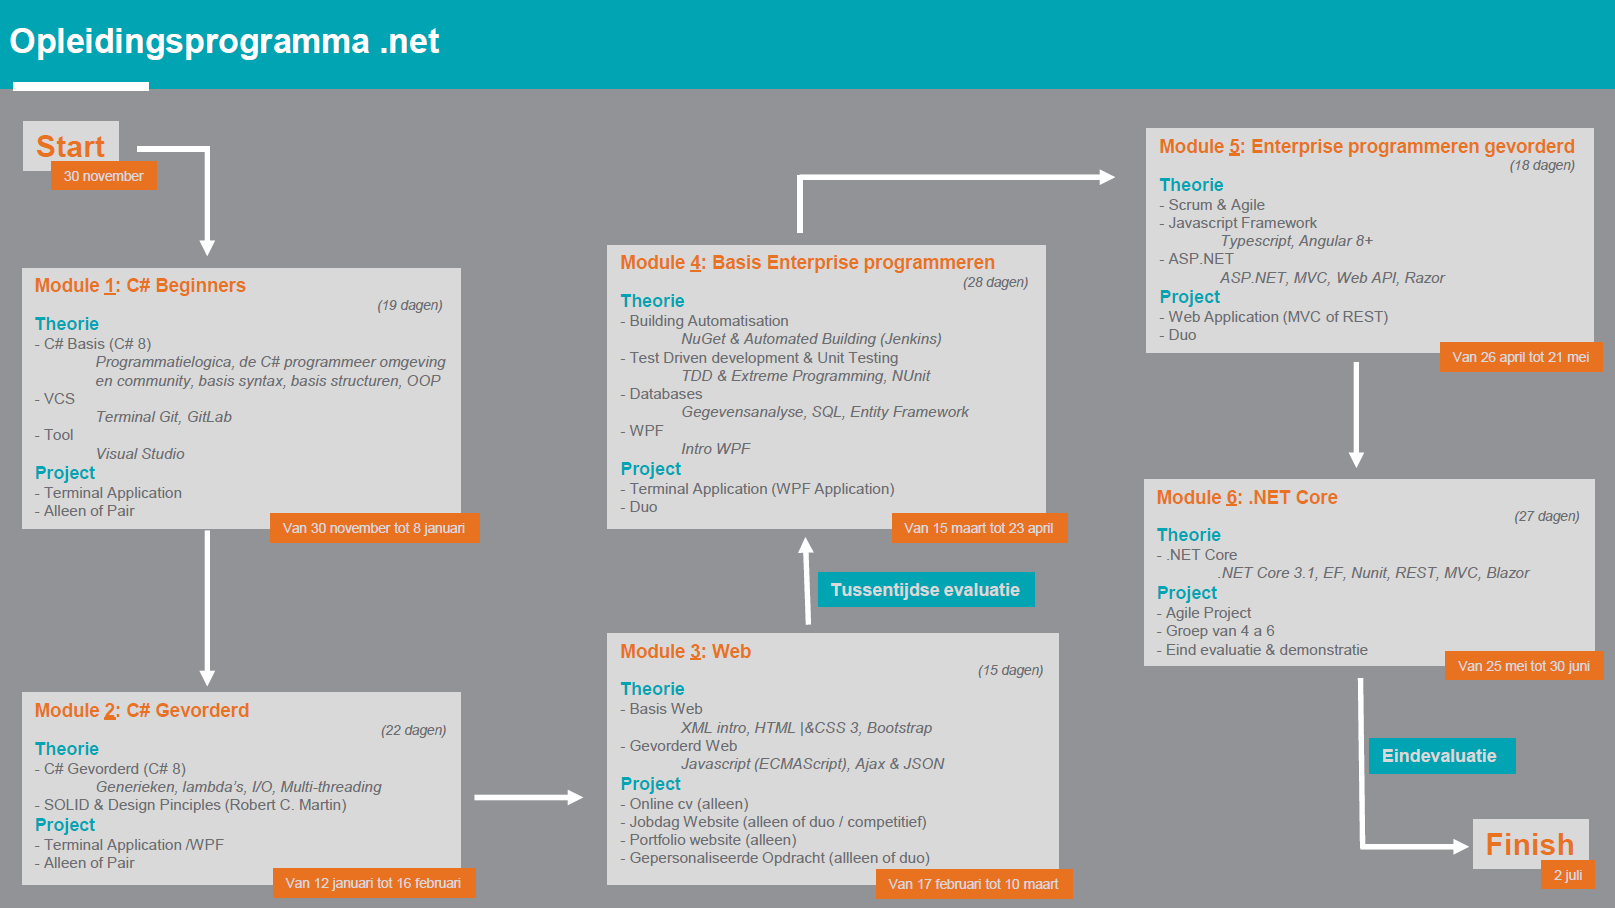 Opleidingsprogramma .net
Start
30 november
Module 1: C# Beginners
(19 dagen)
Theorie
- C# Basis (C# 8)
Programmatielogica, de C# programmeer omgeving
en community, basis syntax, basis structuren, OOP
- VCS
Terminal Git, GitLab
- Tool
Visual Studio
Project
- Terminal Application
- Alleen of Pair
Van 30 november tot 8 januari
Module 2: C# Gevorderd
(22 dagen)
Theorie
- C# Gevorderd (C# 8)
Generieken, lambda's, I/O, Multi-threading
- SOLID & Design Pinciples (Robert C. Martin)
Project
- Terminal Application /WPF
- Alleen of Pair
Van 12 januari tot 16 februari
Module 3: Web
(15 dagen)
Theorie
- Basis Web
XML intro, HTML |&CSS 3, Bootstrap
- Gevorderd Web
Javascript (ECMAScript), Ajax & JSON
Project
- Online cv (alleen)
- Jobdag Website (alleen of duo / competitief)
- Portfolio website (alleen)
- Gepersonaliseerde Opdracht (allleen of duo)
Van 17 februari tot 10 maart
Tussentijdse evaluatie
Module 4: Basis Enterprise programmeren
(28 dagen)
Theorie
- Building Automatisation
NuGet & Automated Building (Jenkins)
- Test Driven development & Unit Testing
TDD & Extreme Programming, NUnit
- Databases
Gegevensanalyse, SQL, Entity Framework
- WPF
Intro WPF
Project
- Terminal Application (WPF Application)
- Duo
Van 15 maart tot 23 april
Module 5: Enterprise programmeren gevorderd
(18 dagen)
Theorie
- Scrum & Agile
- Javascript Framework
Typescript, Angular 8+
- ASP.NET
ASP.NET, MVC, Web API, Razor
Project
- Web Application (MVC of REST)
- Duo
Van 26 april tot 21 mei
Module 6: .NET Core
(27 dagen)
Theorie
- .NET Core
.NET Core 3.1, EF, Nunit, REST, MVC, Blazor
Project
- Agile Project
- Groep van 4 a 6
- Eind evaluatie & demonstratie
Van 25 mei tot 30 juni
Eindevaluatie
Finish
2 juli